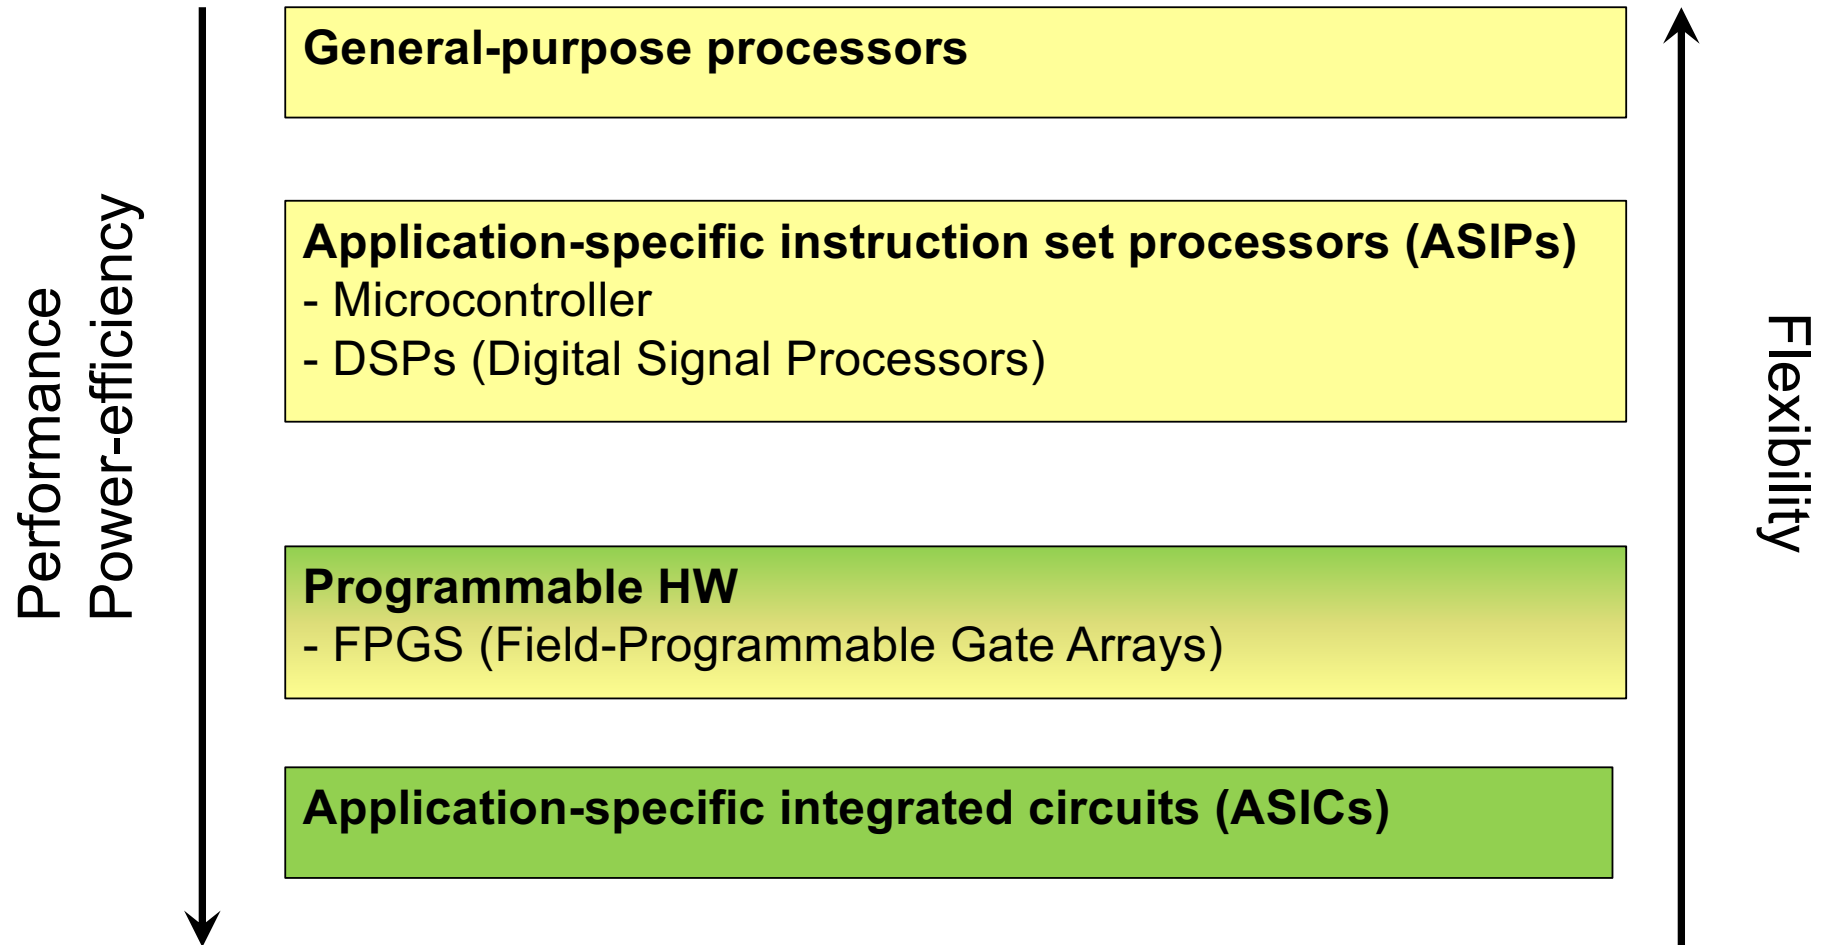 Performance
Power-efficiency
General-purpose processors
Application-specific instruction set processors (ASIPs)
- Microcontroller
- DSPs (Digital Signal Processors)
Programmable HW
- FPGS (Field-Programmable Gate Arrays)
Application-specific integrated circuits (ASICs)
Flexibility